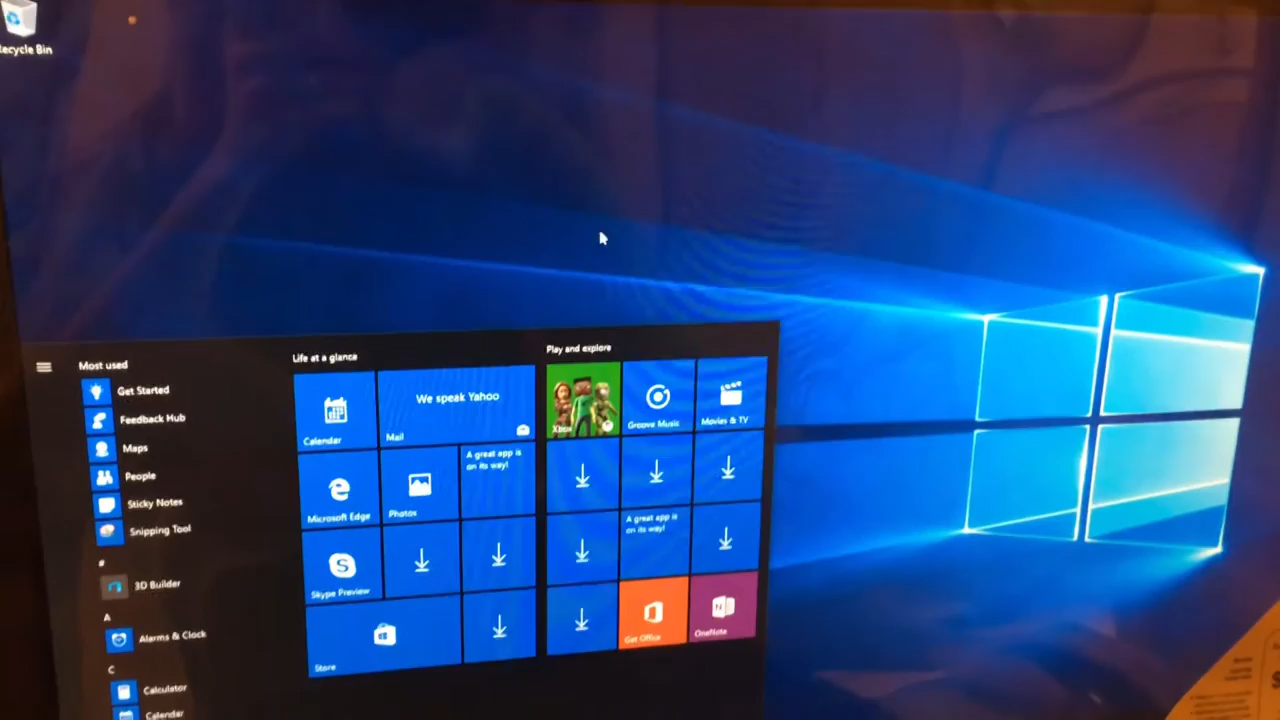 Recycle Bin
Most used
Get Started
Feedback Hub
Maps
People
Sticky Notes
Snipping Tool
#
3D Builder
A
Alarms & Clock
C
Calculator
Calendar
Life at a glance
Calendar
We speak Yahoo
Mail
Microsoft Edge
Photos
A great app is
on its way!
Skype Preview
Store
Play and explore
Xbox
Groove Music
Movies & TV
A great app is
on its way!
Get Office
OneNote